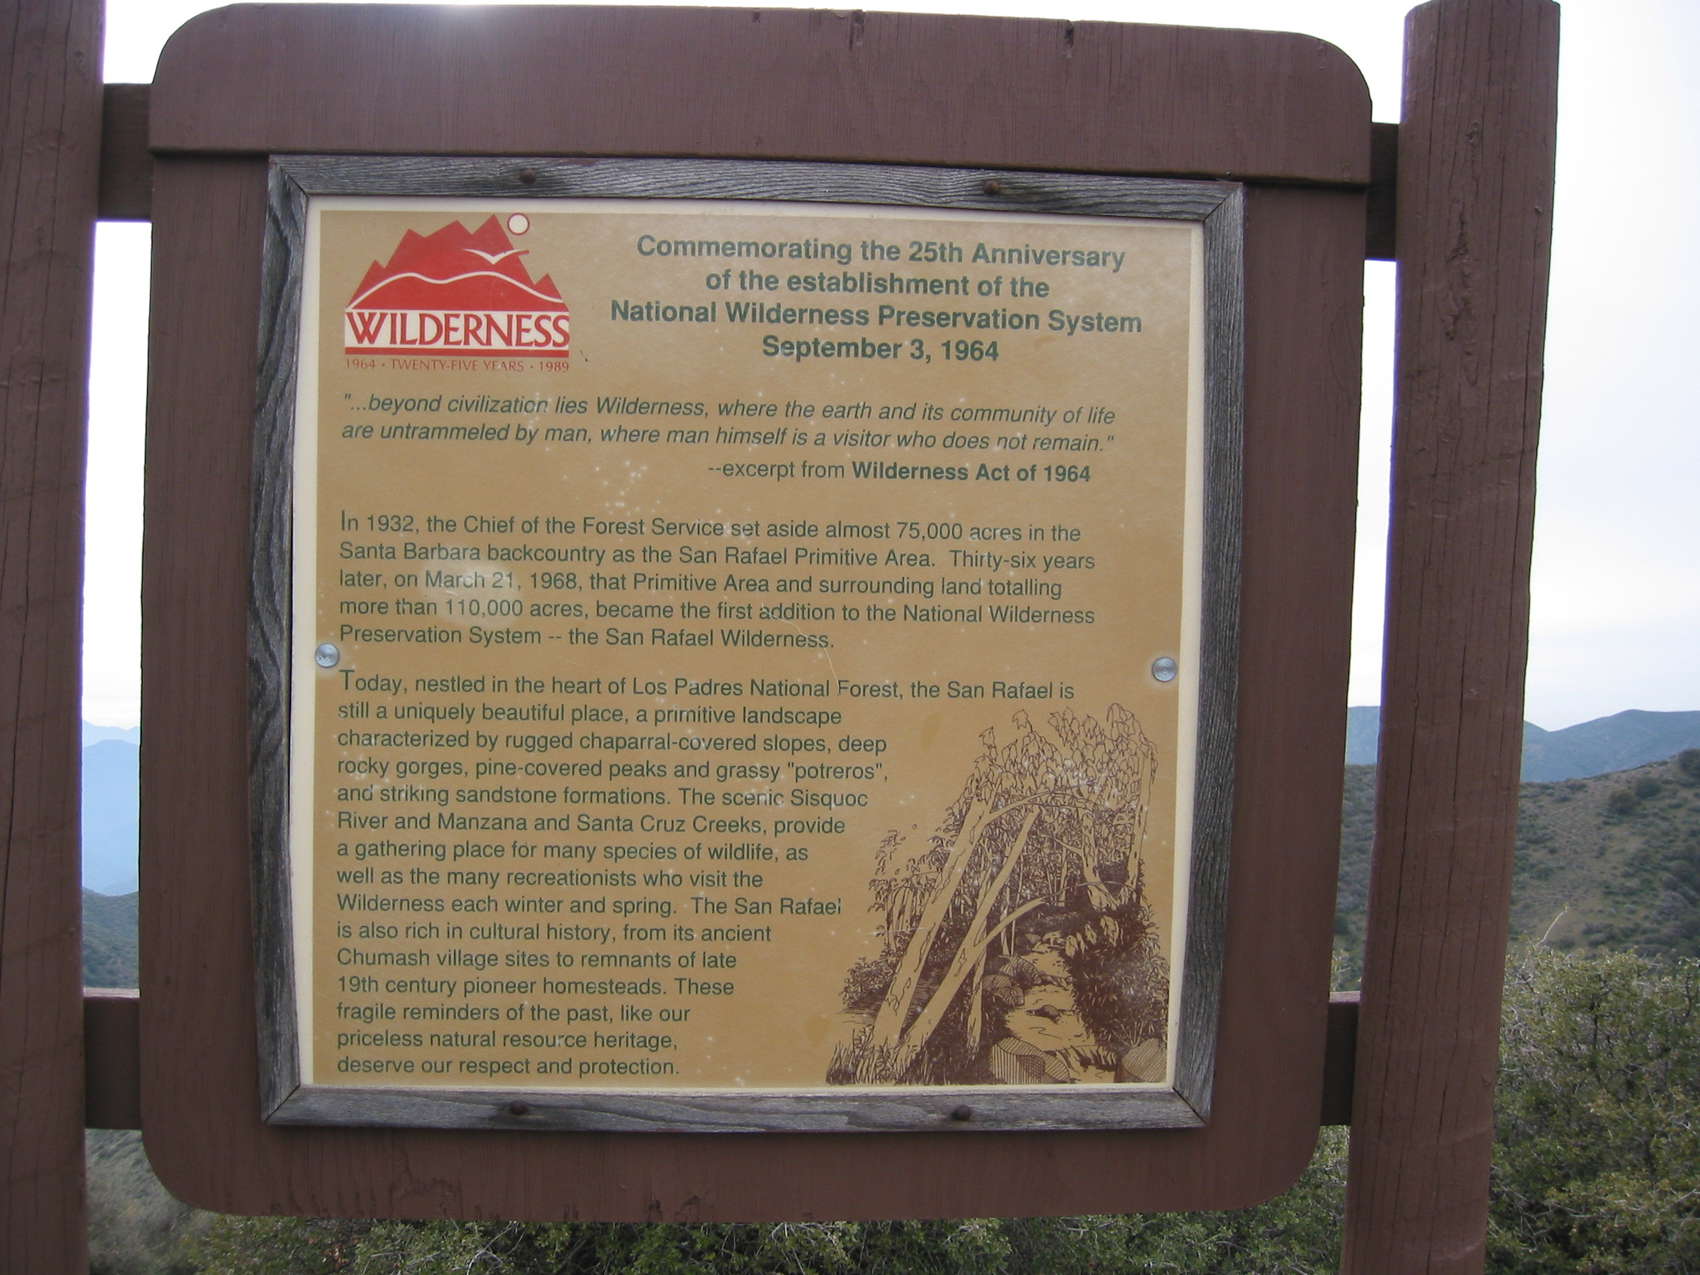 WILDERNESS
1964 · TWENTY-FIVE YEARS · 1989
Commemorating the 25th Anniversary
of the establishment of the
National Wilderness Preservation System
September 3, 1964
"...beyond civilization lies Wilderness, where the earth and its community of life
are untrammeled by man, where man himself is a visitor who does not remain."
--excerpt from Wilderness Act of 1964
In 1932, the Chief of the Forest Service set aside almost 75,000 acres in the
Santa Barbara backcountry as the San Rafael Primitive Area. Thirty-six years
later, on March 21, 1968, that Primitive Area and surrounding land totalling
more than 110,000 acres, became the first addition to the National Wilderness
Preservation System -- the San Rafael Wilderness.
Today, nestled in the heart of Los Padres National Forest, the San Rafael is
still a uniquely beautiful place, a primitive landscape
characterized by rugged chaparral-covered slopes, deep
rocky gorges, pine-covered peaks and grassy "potreros",
and striking sandstone formations. The scenic Sisquoc
River and Manzana and Santa Cruz Creeks, provide
a gathering place for many species of wildlife, as
well as the many recreationists who visit the
Wilderness each winter and spring. The San Rafael
is also rich in cultural history, from its ancient
Chumash village sites to remnants of late
19th century pioneer homesteads. These
fragile reminders of the past, like our
priceless natural resource heritage,
deserve our respect and protection.